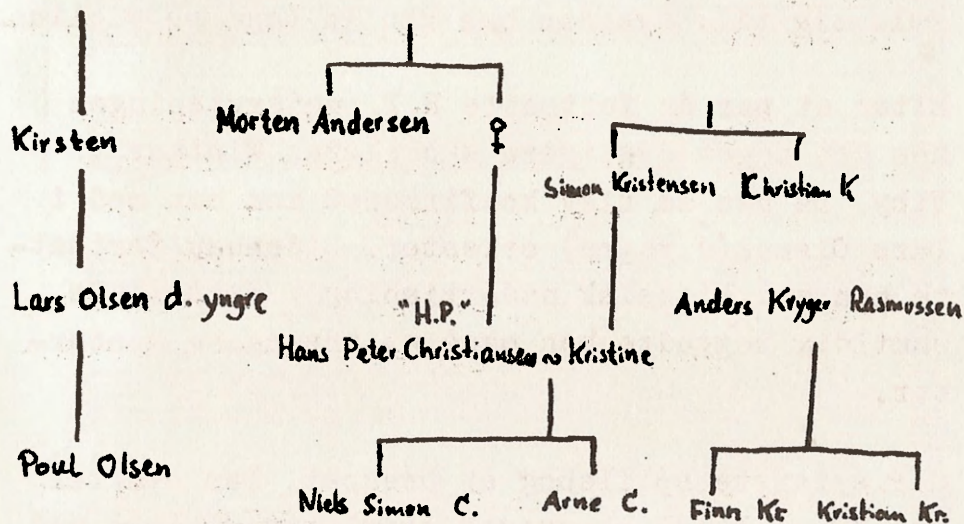 Kirsten
Morten Andersen
♀
Simon Kristensen
Christian K
Lars Olsen d. yngre
"H.P."
Hans Peter Christiansen ∞ Kristine
Anders Kryger Rasmussen
Poul Olsen
Niels Simon C.
Arne C.
Finn Kr
Kristian Kr.